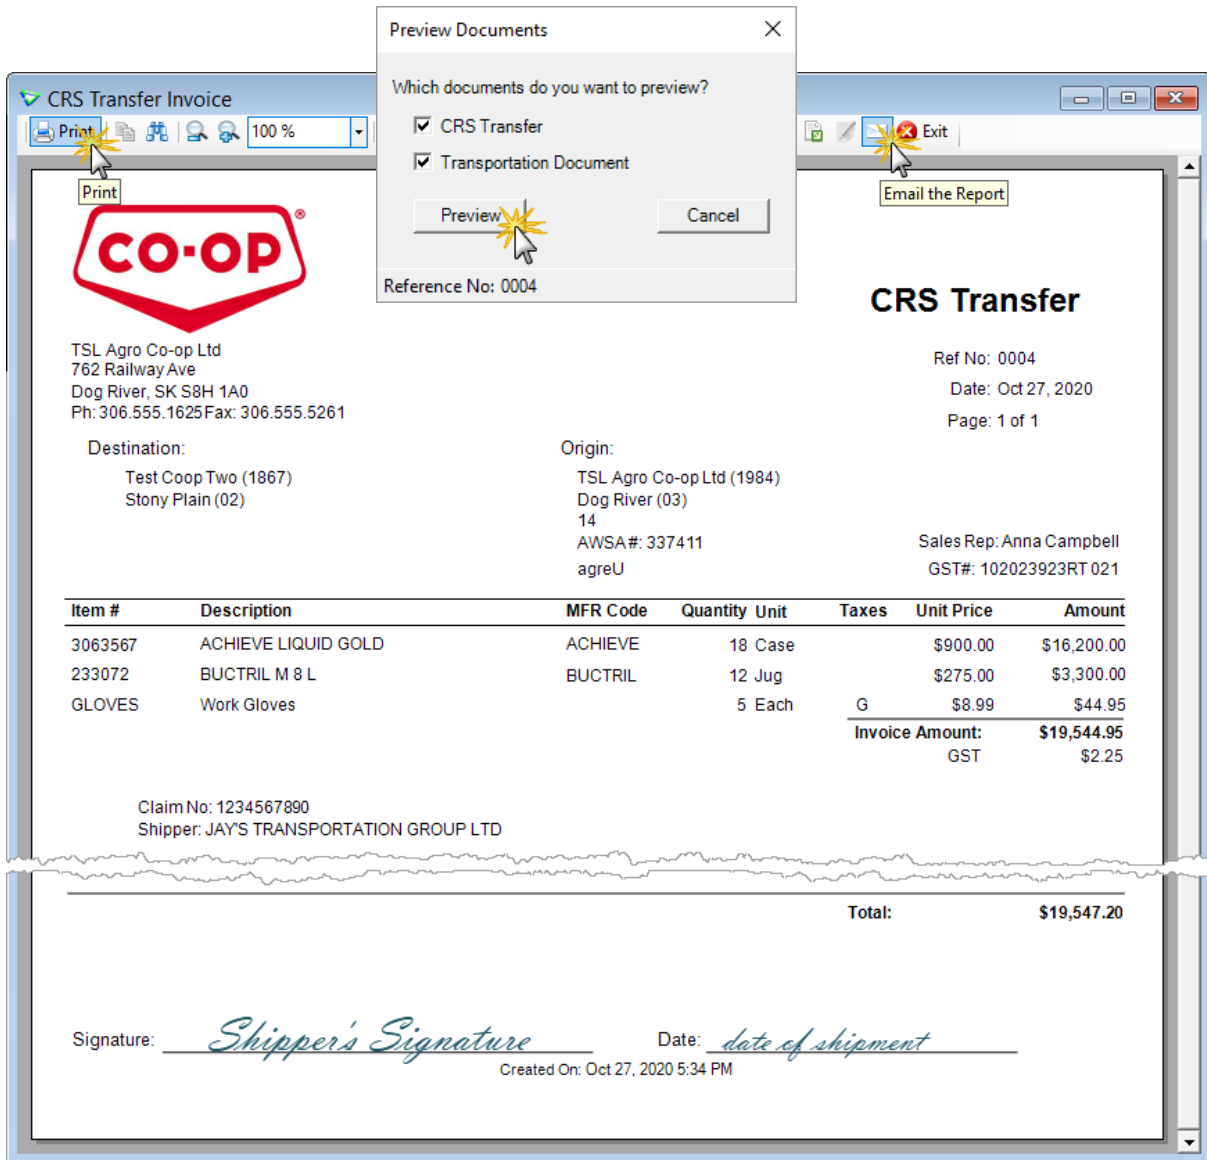 Preview Documents
Which documents do you want to preview?
CRS Transfer
Transportation Document
Preview Cancel
Reference No: 0004
CRS Transfer Invoice
Print 100 % Exit
Print
Email the Report
CO-OP ®
CRS Transfer
TSL Agro Co-op Ltd
762 Railway Ave
Dog River, SK S8H 1A0
Ph: 306.555.1625 Fax: 306.555.5261
Ref No: 0004
Date: Oct 27, 2020
Page: 1 of 1
Destination:
Test Coop Two (1867)
Stony Plain (02)
Origin:
TSL Agro Co-op Ltd (1984)
Dog River (03)
14
AWSA#: 337411
agreU
Sales Rep: Anna Campbell
GST#: 102023923RT 021
Item # Description MFR Code Quantity Unit Taxes Unit Price Amount
3063567 ACHIEVE LIQUID GOLD ACHIEVE 18 Case $900.00 $16,200.00
233072 BUCTRIL M 8 L BUCTRIL 12 Jug $275.00 $3,300.00
GLOVES Work Gloves 5 Each G $8.99 $44.95
Invoice Amount: $19,544.95
GST $2.25
Claim No: 1234567890
Shipper: JAY'S TRANSPORTATION GROUP LTD
Total: $19,547.20
Signature: Shipper's Signature Date: date of shipment
Created On: Oct 27, 2020 5:34 PM